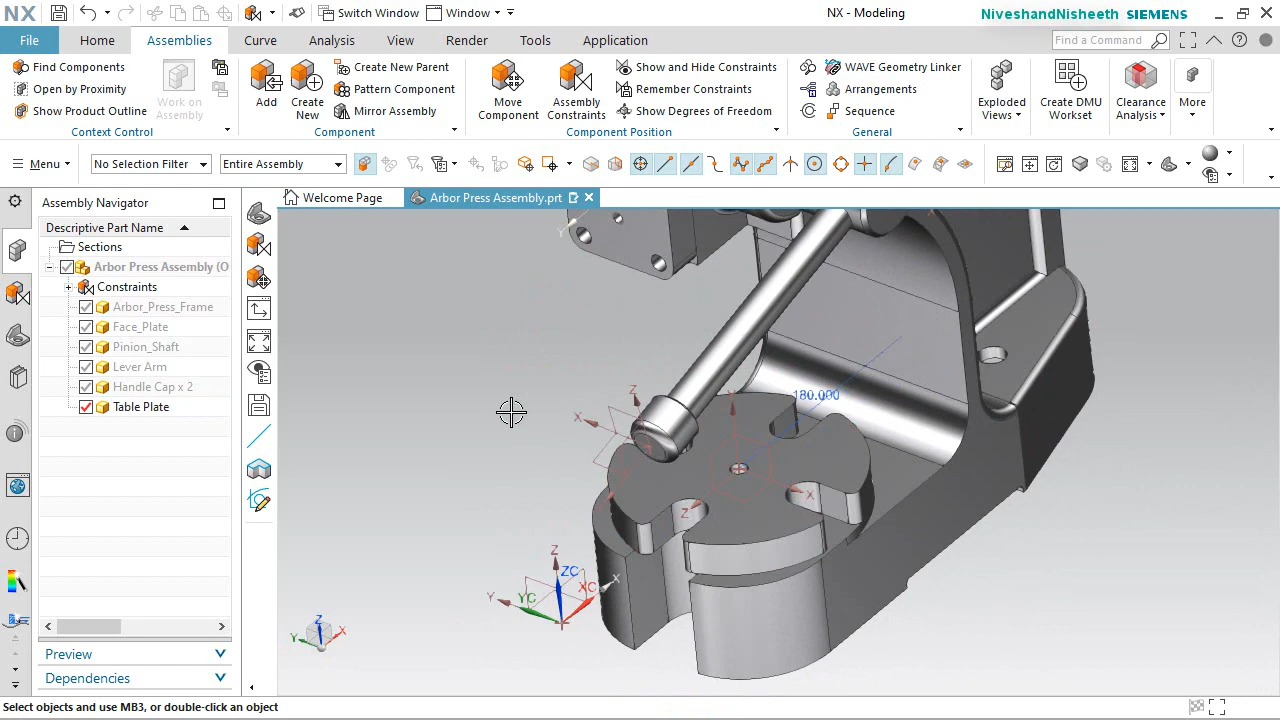 NX
Switch Window
Window
NX - Modeling
NiveshandNisheeth SIEMENS
File Home Assemblies Curve Analysis View Render Tools Application
Find a Command
Find Components
Open by Proximity
Show Product Outline
Work on Assembly
Context Control
Add
Create New
Create New Parent
Pattern Component
Mirror Assembly
Component
Move Component
Assembly Constraints
Show and Hide Constraints
Remember Constraints
Show Degrees of Freedom
Component Position
WAVE Geometry Linker
Arrangements
Sequence
General
Exploded Views
Create DMU Workset
Clearance Analysis
More
Menu
No Selection Filter
Entire Assembly
Assembly Navigator
Descriptive Part Name
Sections
Arbor Press Assembly (O
Constraints
Arbor_Press_Frame
Face_Plate
Pinion_Shaft
Lever Arm
Handle Cap x 2
Table Plate
Preview
Dependencies
Welcome Page
Arbor Press Assembly.prt
Y
180.000
Z
X
Y
X
Z
Z
ZC
XC
X
Y
YC
Z
Y
X
Select objects and use MB3, or double-click an object